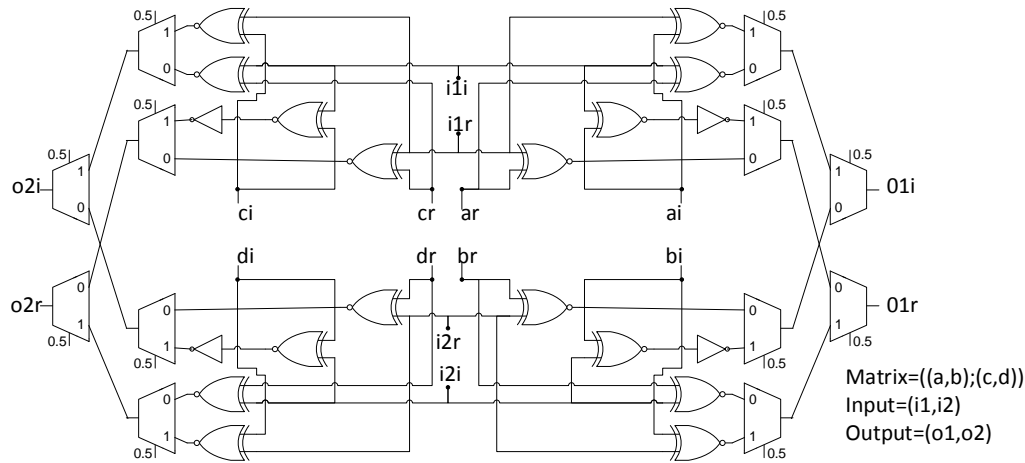 0.5 0.5
1 1
0 0
i1i
0.5 0.5
1 1
i1r
0 0
0.5 0.5
o2i 1 1 01i
0 0
ci cr ar ai
di dr br bi
o2r 0 0 01r
1 1
0 0
0.5 0.5
i2r
1 1
0.5 0.5
i2i
0 0
Matrix=((a,b);(c,d))
Input=(i1,i2)
Output=(o1,o2)
1 1
0.5 0.5